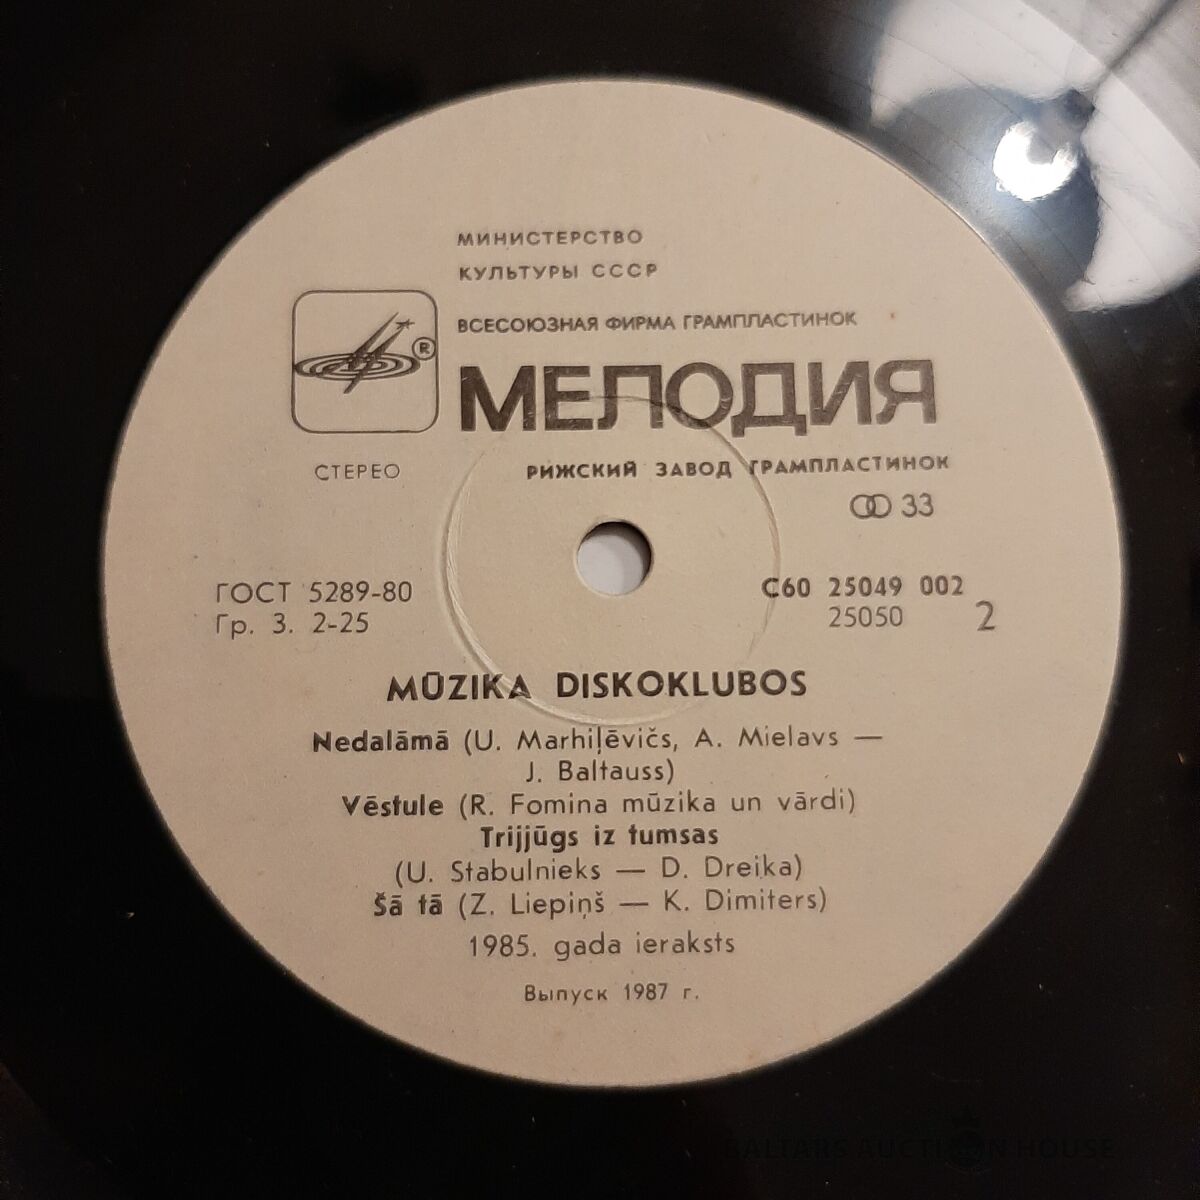 МИНИСТЕРСТВО
КУЛЬТУРЫ СССР
ВСЕСОЮЗНАЯ ФИРМА ГРАМПЛАСТИНОК
®
МЕЛОДИЯ
СТЕРЕО
РИЖСКИЙ ЗАВОД ГРАМПЛАСТИНОК
33
ГОСТ 5289-80
Гр. 3. 2-25
С60 25049 002
25050
2
MŪZIKA DISKOKLUBOS
Nedalāmā (U. Marhiļēvičs, A. Mielavs —
J. Baltauss)
Vēstule (R. Fomina mūzika un vārdi)
Trijjūgs iz tumsas
(U. Stabulnieks — D. Dreika)
Šā tā (Z. Liepiņš — K. Dimiters)
1985. gada ieraksts
Выпуск 1987 г.
BALTARS AUCTION HOUSE